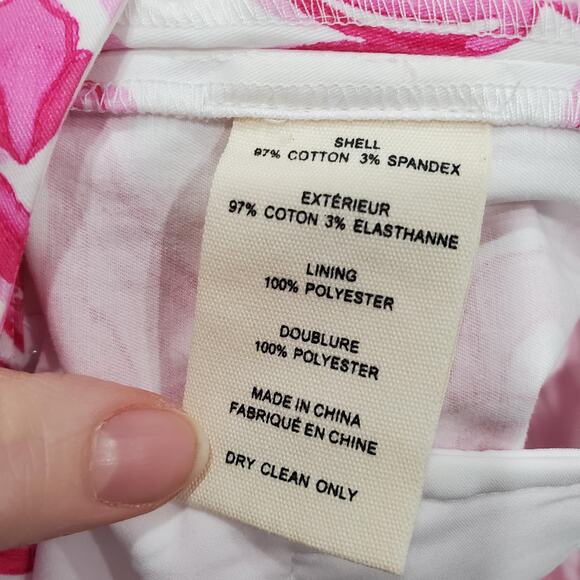 SHELL
97% COTTON 3% SPANDEX
EXTÉRIEUR
97% COTON 3% ELASTHANNE
LINING
100% POLYESTER
DOUBLURE
100% POLYESTER
MADE IN CHINA
FABRIQUÉ EN CHINE
DRY CLEAN ONLY